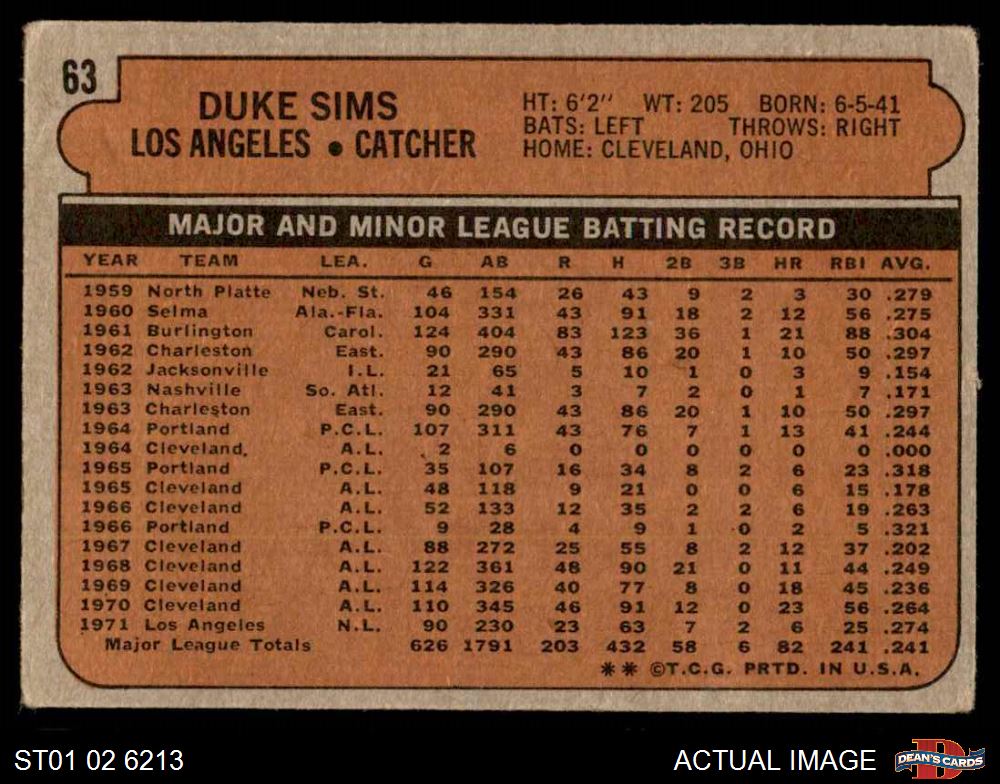 63
DUKE SIMS
LOS ANGELES • CATCHER
HT: 6'2" WT: 205 BORN: 6-5-41
BATS: LEFT THROWS: RIGHT
HOME: CLEVELAND, OHIO
MAJOR AND MINOR LEAGUE BATTING RECORD
YEAR TEAM LEA. G AB R H 2B 3B HR RBI AVG.
1959 North Platte Neb. St. 46 154 26 43 9 2 3 30 .279
1960 Selma Ala.-Fla. 104 331 43 91 18 2 12 56 .275
1961 Burlington Carol. 124 404 83 123 36 1 21 88 .304
1962 Charleston East. 90 290 43 86 20 1 10 50 .297
1962 Jacksonville I.L. 21 65 5 10 1 0 3 9 .154
1963 Nashville So. Atl. 12 41 3 7 2 0 1 7 .171
1963 Charleston East. 90 290 43 86 20 1 10 50 .297
1964 Portland P.C.L. 107 311 43 76 7 1 13 41 .244
1964 Cleveland. A.L. 2 6 0 0 0 0 0 0 .000
1965 Portland P.C.L. 35 107 16 34 8 2 6 23 .318
1965 Cleveland A.L. 48 118 9 21 0 0 6 15 .178
1966 Cleveland A.L. 52 133 12 35 2 2 6 19 .263
1966 Portland P.C.L. 9 28 4 9 1 0 2 5 .321
1967 Cleveland A.L. 88 272 25 55 8 2 12 37 .202
1968 Cleveland A.L. 122 361 48 90 21 0 11 44 .249
1969 Cleveland A.L. 114 326 40 77 8 0 18 45 .236
1970 Cleveland A.L. 110 345 46 91 12 0 23 56 .264
1971 Los Angeles N.L. 90 230 23 63 7 2 6 25 .274
Major League Totals 626 1791 203 432 58 6 82 241 .241
** ©T.C.G. PRTD. IN U.S.A.
ST01 02 6213
ACTUAL IMAGE
D
DEAN'S CARDS